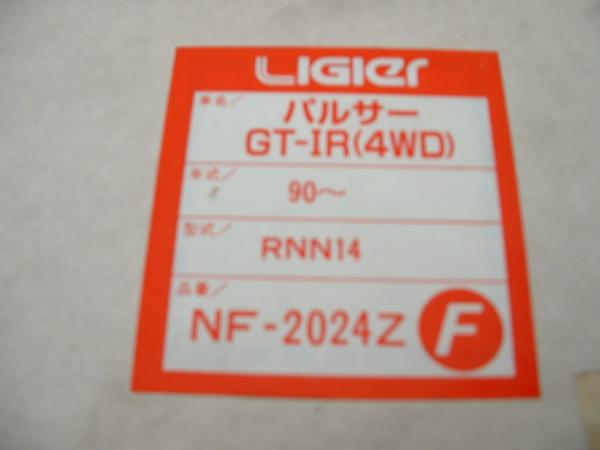 LIGIER
車名/
パルサー
GT-IR(4WD)
年式/
90～
型式/
RNN14
品番/
NF-2024Z F